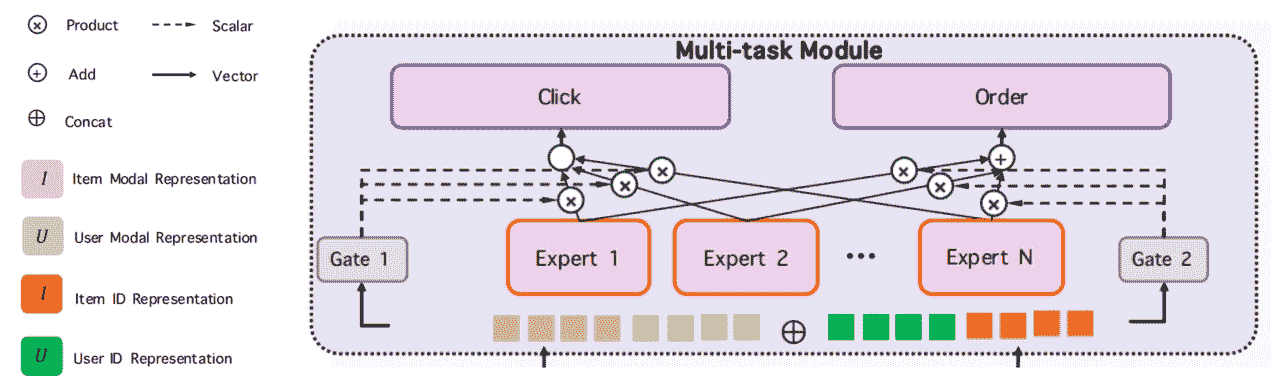 Product
Scalar
Add
Vector
Concat
I Item Modal Representation
U User Modal Representation
I Item ID Representation
U User ID Representation
Multi-task Module
Click
Order
Gate 1
Expert 1
Expert 2
...
Expert N
Gate 2